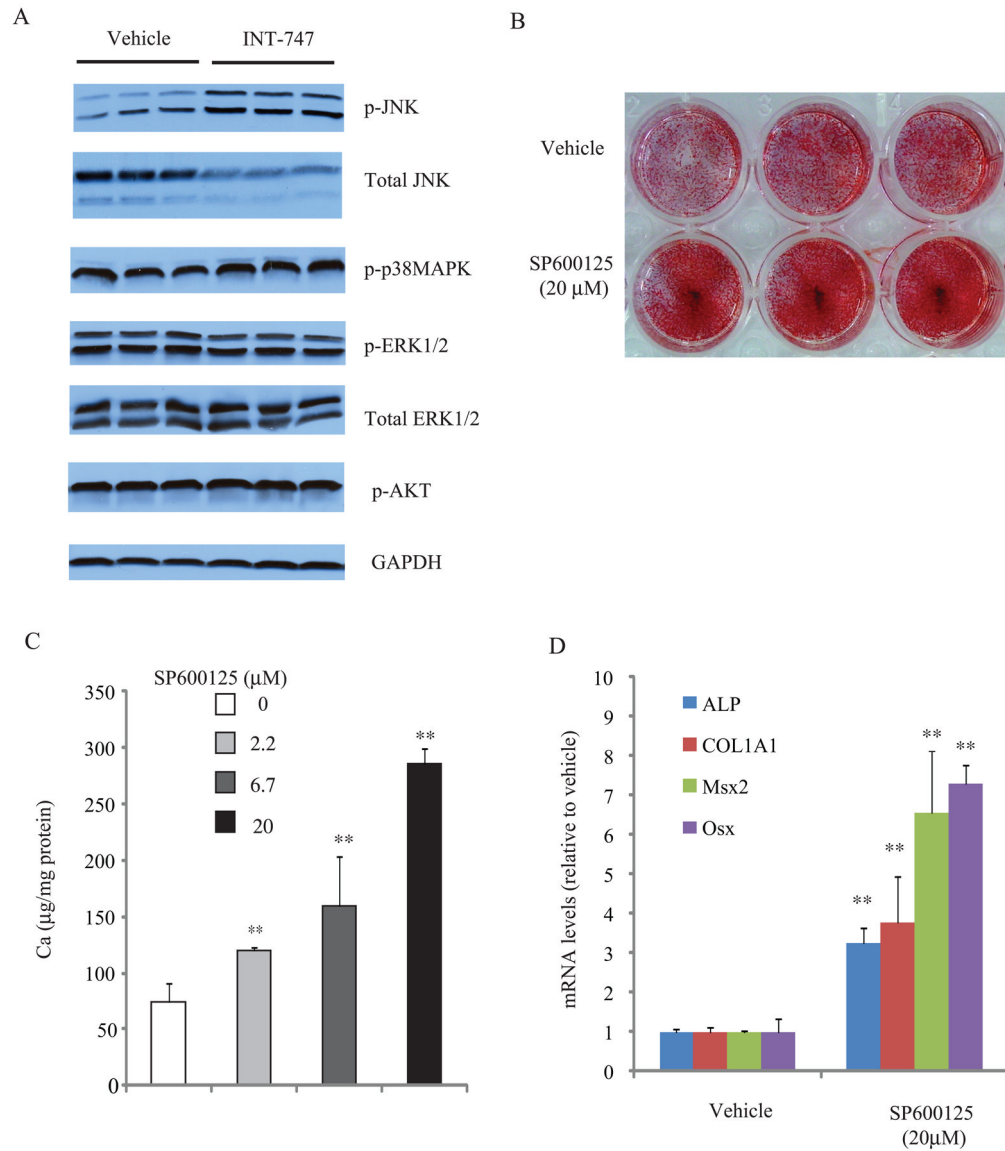 A
Vehicle
INT-747
p-JNK
Total JNK
p-p38MAPK
p-ERK1/2
Total ERK1/2
p-AKT
GAPDH
B
2
3
4
Vehicle
SP600125
(20 μM)
C
SP600125 (μM)
0
2.2
6.7
20
Ca (μg/mg protein)
350
300
250
200
150
100
50
0
**
**
**
D
mRNA levels (relative to vehicle)
10
9
8
7
6
5
4
3
2
1
0
ALP
COL1A1
Msx2
Osx
**
**
**
**
Vehicle
SP600125
(20μM)